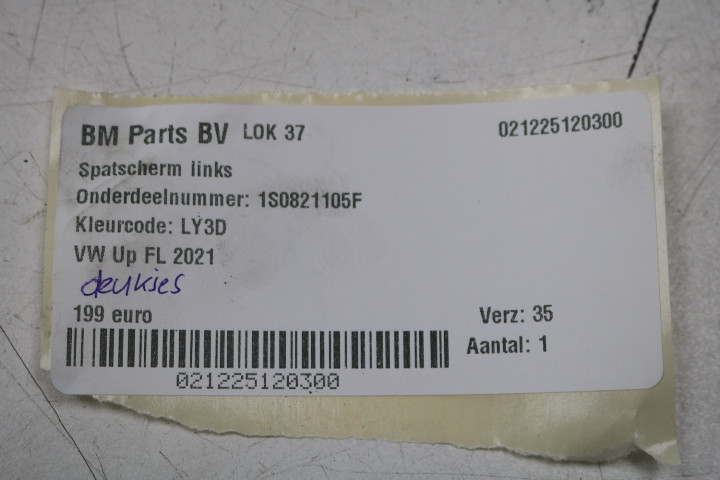 BM Parts BV LOK 37 021225120300
Spatscherm links
Onderdeelnummer: 1S0821105F
Kleurcode: LY3D
VW Up FL 2021
deukjes
199 euro Verz: 35
Aantal: 1
021225120300